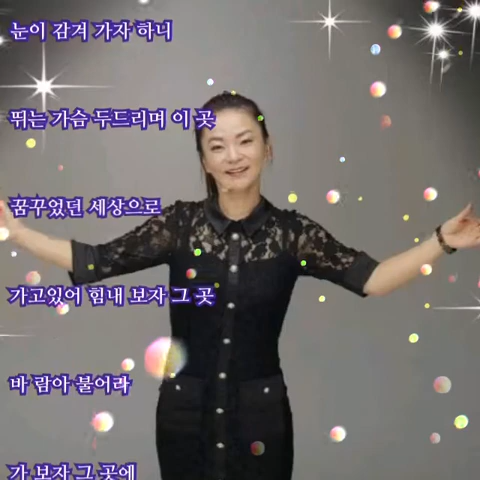 눈이 감겨 가자 하니
뛰는 가슴 두드리며 이 곳
꿈꾸었던 세상으로
가고있어 힘내 보자 그 곳
바 람아 불어라
가 보자 그 곳에